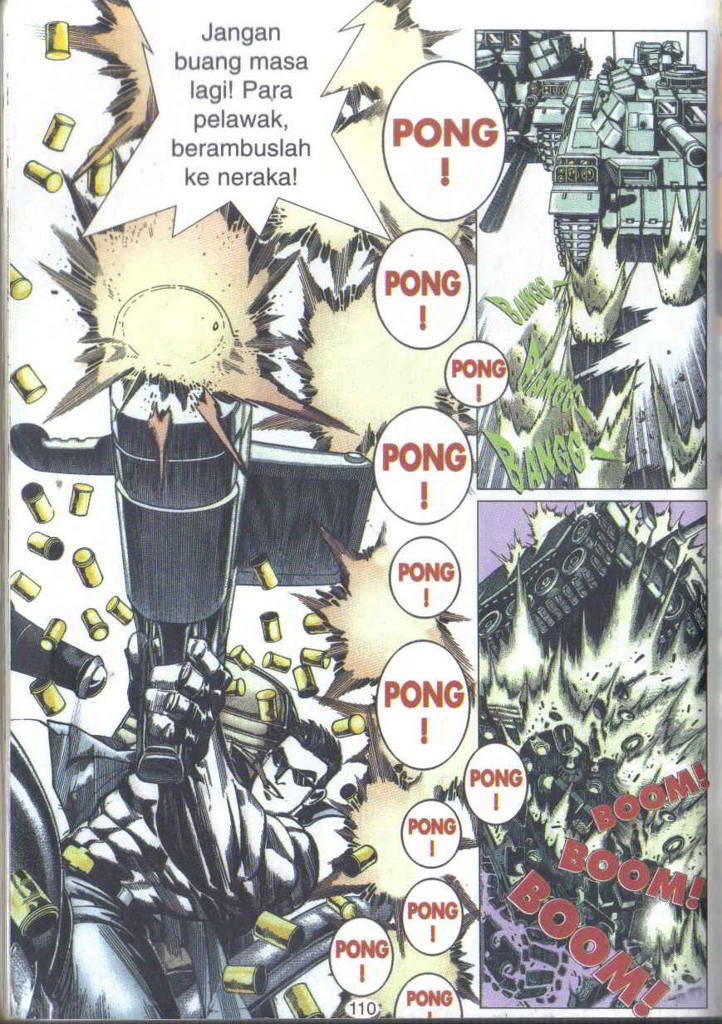 Jangan
buang masa
lagi! Para
pelawak,
berambuslah
ke neraka!
PONG
!
PONG
!
PONG
!
PONG
!
PONG
!
PONG
!
PONG
!
PONG
!
PONG
!
PONG
!
PONG
!
BANGG
BANGG
BANGG
BOOM!
BOOM!
BOOM!
110